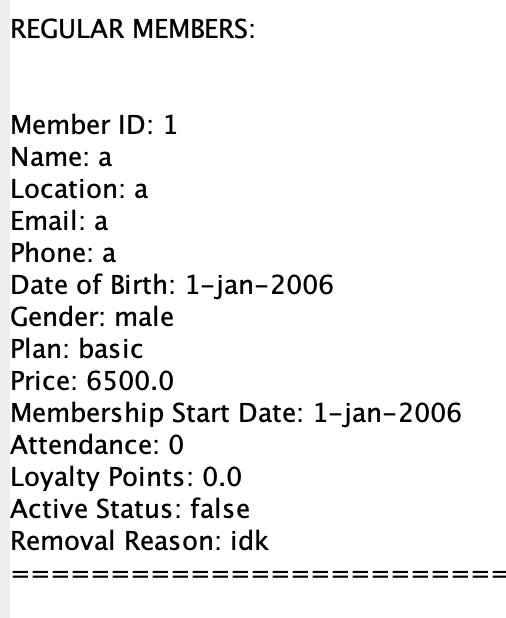 REGULAR MEMBERS:
Member ID: 1
Name: a
Location: a
Email: a
Phone: a
Date of Birth: 1-jan-2006
Gender: male
Plan: basic
Price: 6500.0
Membership Start Date: 1-jan-2006
Attendance: 0
Loyalty Points: 0.0
Active Status: false
Removal Reason: idk
=========================